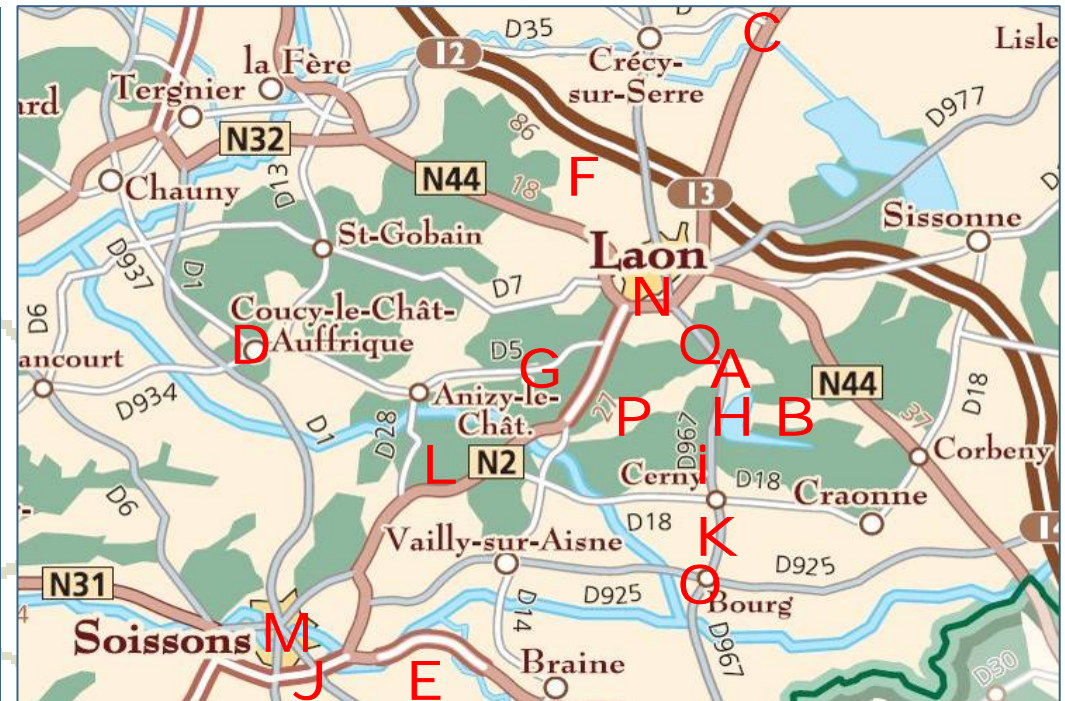 D35
C
D
Lisle
la Fère
I2
Crécy-
sur-Serre
ard
Tergnier
D977
86
N32
N44
18
F
I3
D
Chauny
D13
Sissonne
St-Gobain
Laon
D937
D1
D7
N
Coucy-le-Chât-
Auffrique
D6
D
Q
ancourt
D5
G
A
N44
D934
Anizy-le-
Chât.
27
P
H
B
D18
37
D1
D28
D967
L
N2
Cerny
i
D18
Craonne
Corbeny
D6
D18
K
I4
Vailly-sur-Aisne
D925
N31
D925
O
Bourg
4
D14
Soissons
M
D967
J
E
Braine
D30